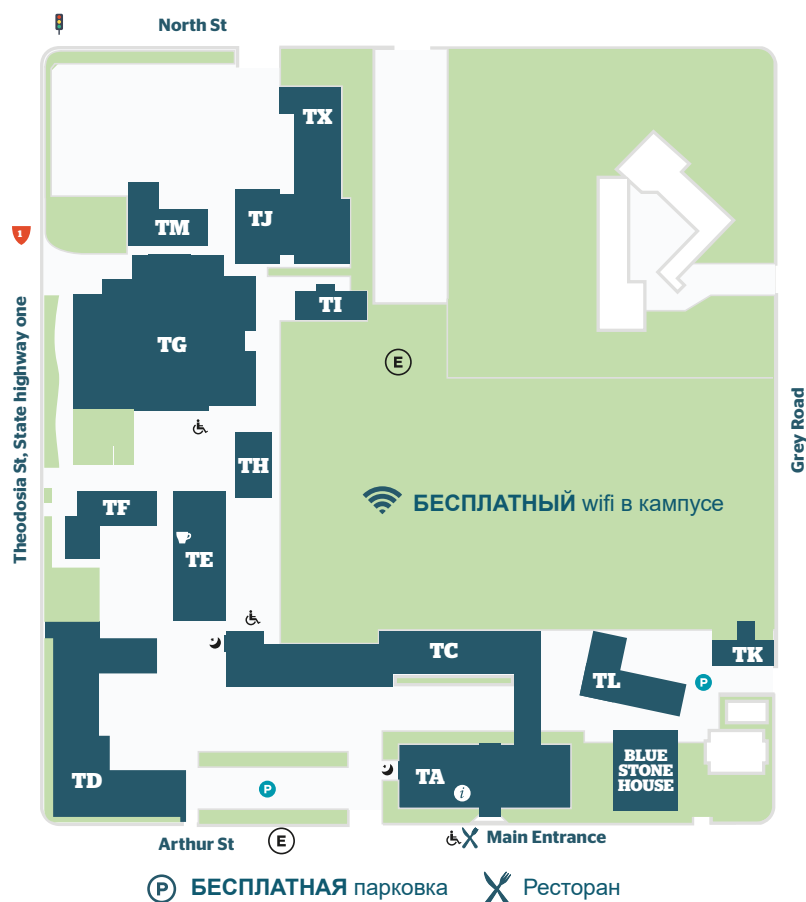 North St
TX
TM
TJ
1
TI
TG
E
Theodosia St, State highway one
Grey Road
TH
БЕСПЛАТНЫЙ wifi в кампусе
TF
TE
TC
TK
TL
P
BLUE
STONE
HOUSE
TD
TA
i
P
Arthur St
E
Main Entrance
P БЕСПЛАТНАЯ парковка
Ресторан